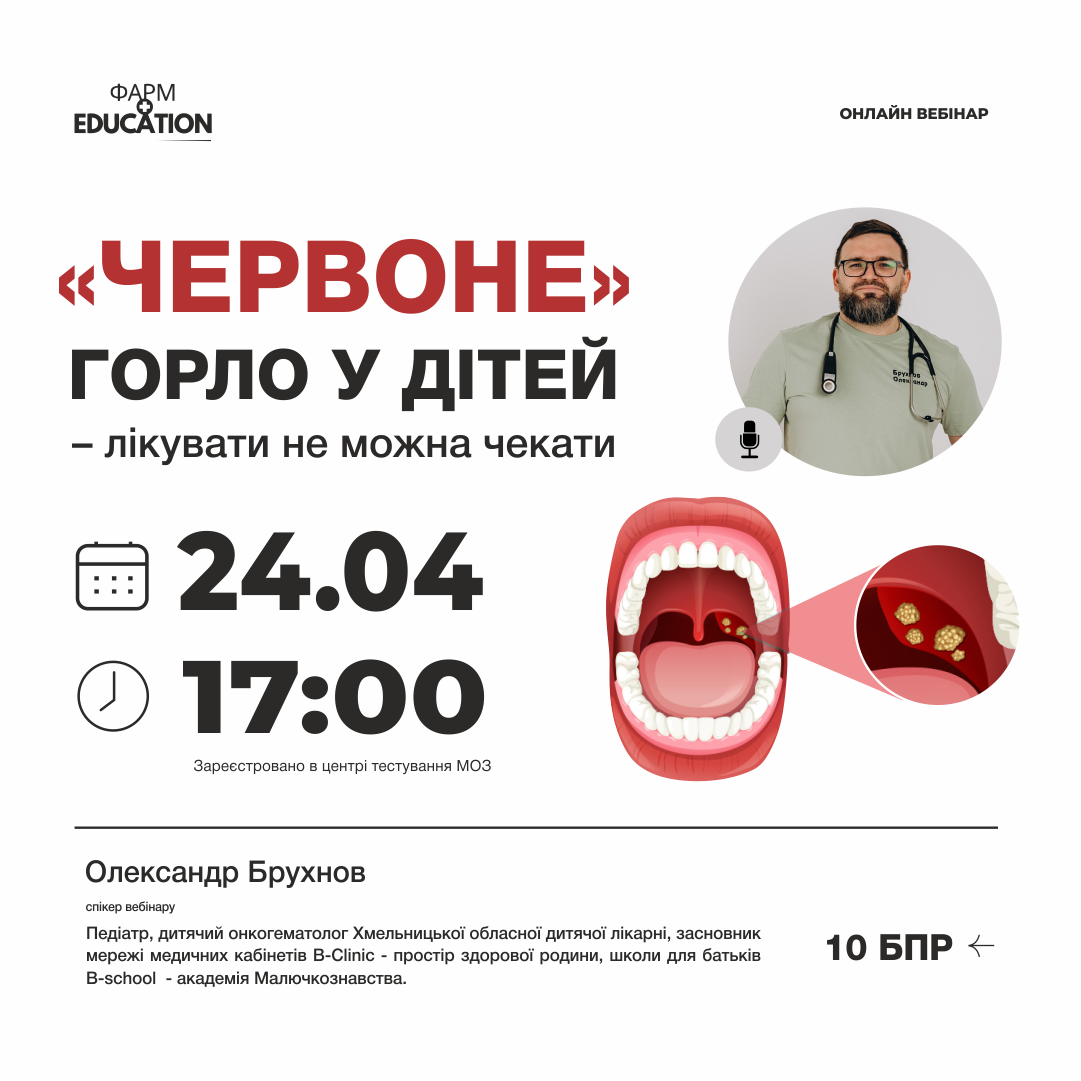 ФАРМ
EDUCATION
ОНЛАЙН ВЕБІНАР
«ЧЕРВОНЕ»
ГОРЛО У ДІТЕЙ
– лікувати не можна чекати
Брухнов
Олександр
24.04
17:00
Зареєстровано в центрі тестування МОЗ
Олександр Брухнов
спікер вебінару
Педіатр, дитячий онкогематолог Хмельницької обласної дитячої лікарні, засновник
мережі медичних кабінетів B-Clinic - простір здорової родини, школи для батьків
B-school - академія Малючкознавства.
10 БПР